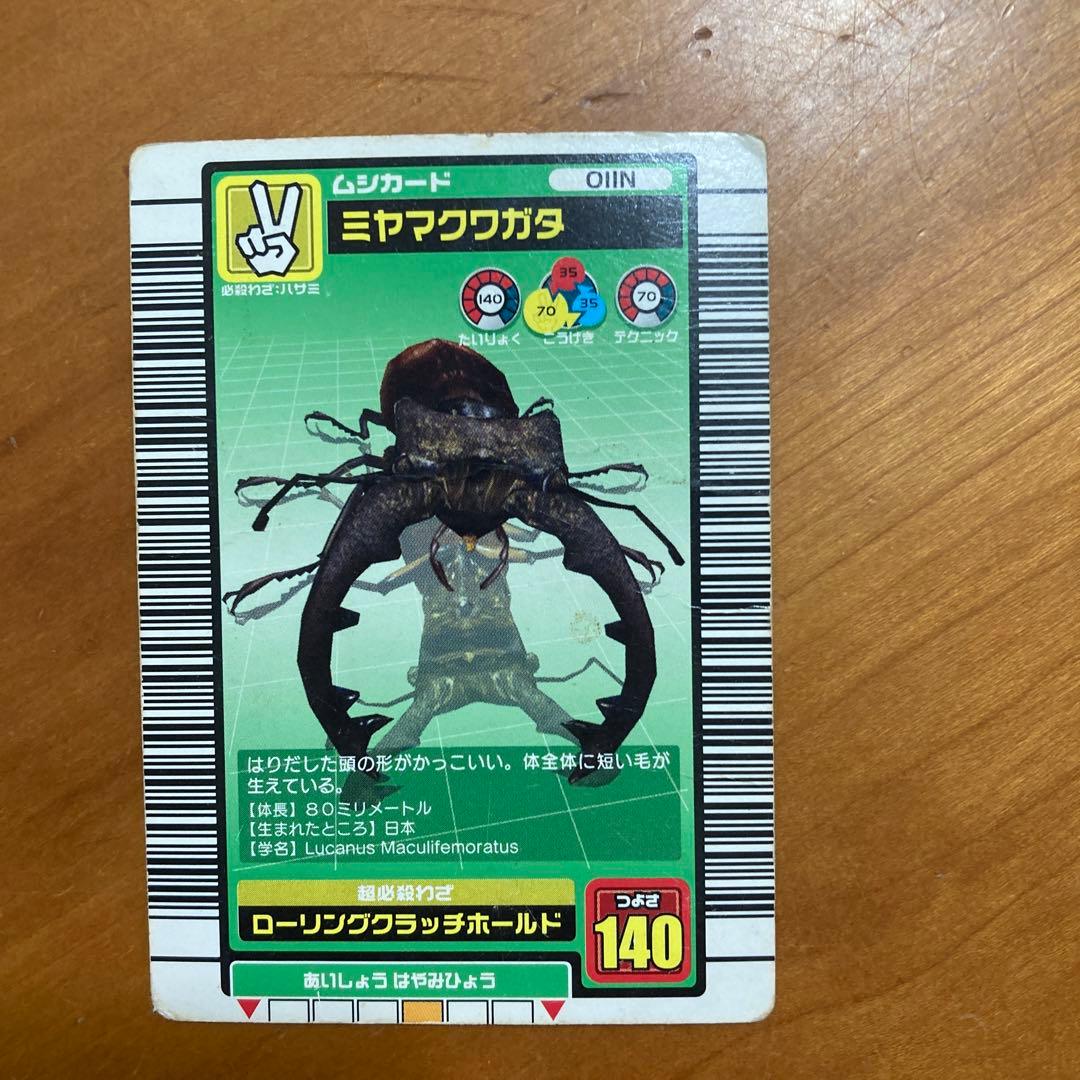 ムシカード
011N
ミヤマクワガタ
必殺わざ:ハサミ
140
35
70
35
70
たいりょく
こうげき
テクニック
はりだした頭の形がかっこいい。体全体に短い毛が
生えている。
【体長】80ミリメートル
【生まれたところ】日本
【学名】Lucanus Maculifemoratus
超必殺わざ
ローリングクラッチホールド
つよさ
140
あいしょう はやみひょう